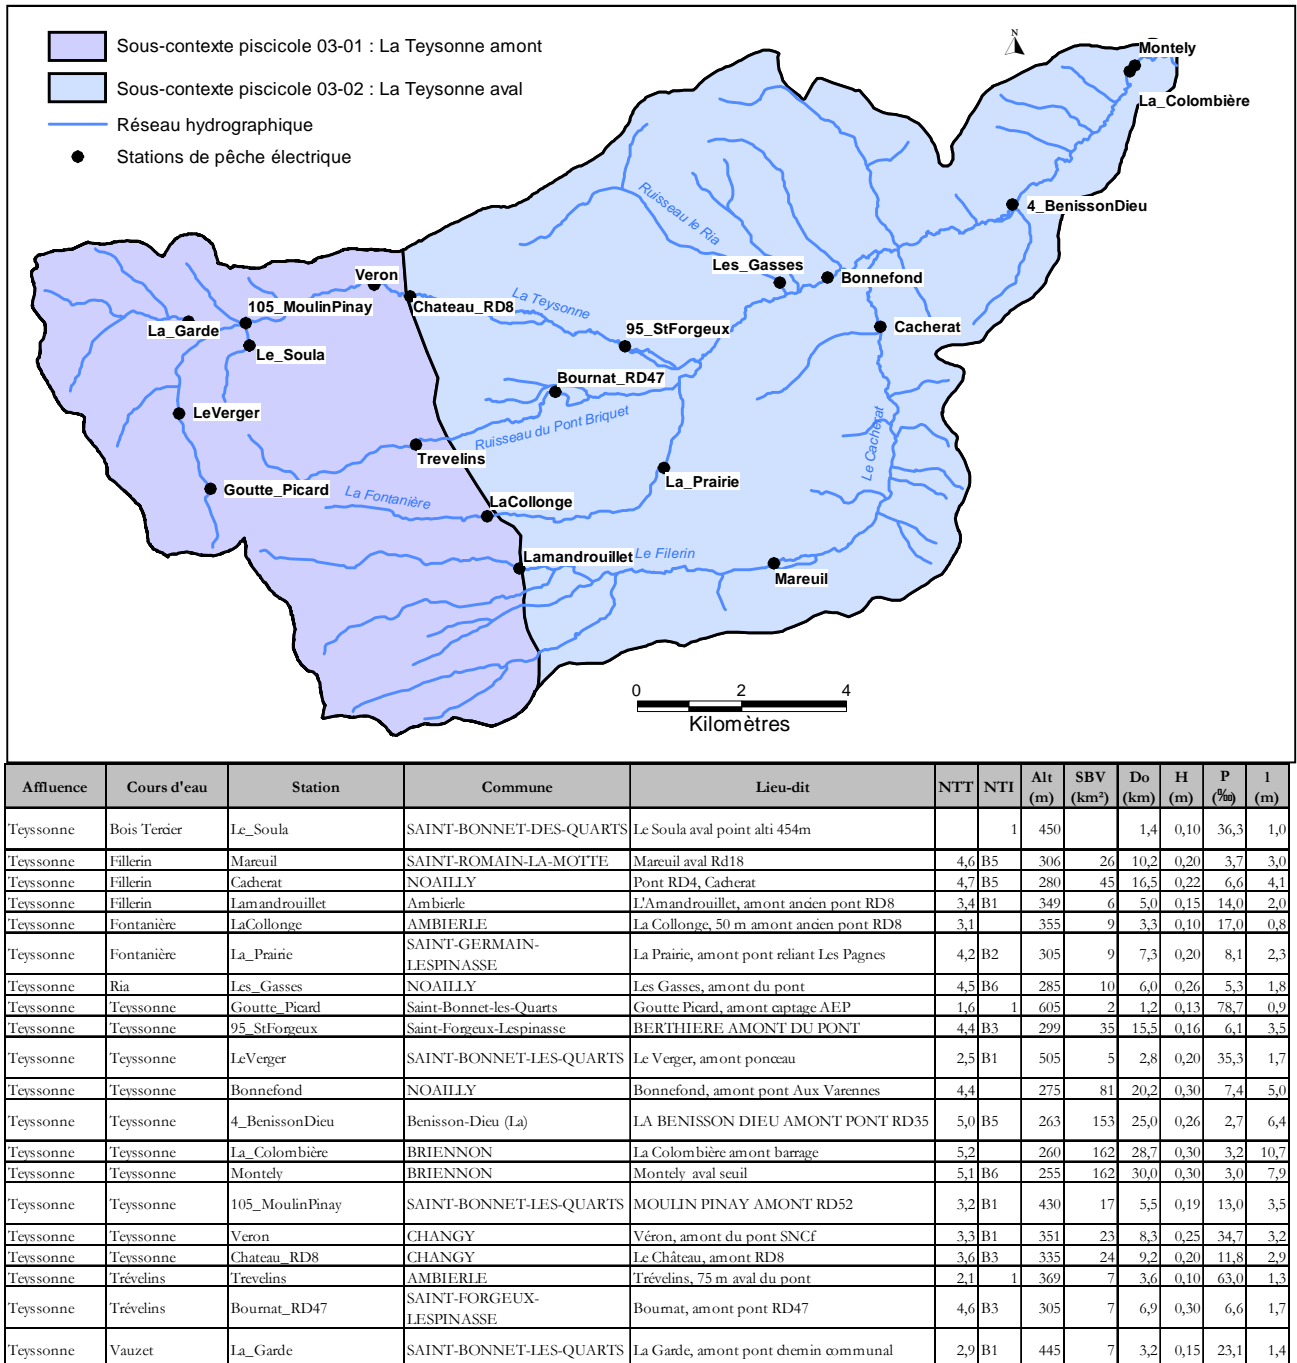 Sous-contexte piscicole 03-01 : La Teysonne amont
Sous-contexte piscicole 03-02 : La Teysonne aval
Réseau hydrographique
Stations de pêche électrique
N
Montely
La_Colombière
4_BenissonDieu
Ruisseau le Ria
Les_Gasses
Bonnefond
Veron
La Teysonne
105_MoulinPinay
Chateau_RD8
La_Garde
95_StForgeux
Cacherat
Le_Soula
Bournat_RD47
LeVerger
Ruisseau du Pont Briquet
Le Cacherat
Trevelins
La_Prairie
Goutte_Picard
La Fontanière
LaCollonge
Lamandrouillet
Le Filerin
Mareuil
0 2 4
Kilomètres
Affluence Cours d'eau Station Commune Lieu-dit NTT NTI Alt (m) SBV (km²) Do (km) H (m) P (‰) l (m)
Teyssonne Bois Tercier Le_Soula SAINT-BONNET-DES-QUARTS Le Soula aval point alti 454m 1 450 1,4 0,10 36,3 1,0
Teyssonne Fillerin Mareuil SAINT-ROMAIN-LA-MOTTE Mareuil aval Rd18 4,6 B5 306 26 10,2 0,20 3,7 3,0
Teyssonne Fillerin Cacherat NOAILLY Pont RD4, Cacherat 4,7 B5 280 45 16,5 0,22 6,6 4,1
Teyssonne Fillerin Lamandrouillet Ambierle L'Amandrouillet, amont ancien pont RD8 3,4 B1 349 6 5,0 0,15 14,0 2,0
Teyssonne Fontanière LaCollonge AMBIERLE La Collonge, 50 m amont ancien pont RD8 3,1 355 9 3,3 0,10 17,0 0,8
Teyssonne Fontanière La_Prairie SAINT-GERMAIN-LESPINASSE La Prairie, amont pont reliant Les Pagnes 4,2 B2 305 9 7,3 0,20 8,1 2,3
Teyssonne Ria Les_Gasses NOAILLY Les Gasses, amont du pont 4,5 B6 285 10 6,0 0,26 5,3 1,8
Teyssonne Teyssonne Goutte_Picard Saint-Bonnet-les-Quarts Goutte Picard, amont captage AEP 1,6 1 605 2 1,2 0,13 78,7 0,9
Teyssonne Teyssonne 95_StForgeux Saint-Forgeux-Lespinasse BERTHIERE AMONT DU PONT 4,4 B3 299 35 15,5 0,16 6,1 3,5
Teyssonne Teyssonne LeVerger SAINT-BONNET-LES-QUARTS Le Verger, amont ponceau 2,5 B1 505 5 2,8 0,20 35,3 1,7
Teyssonne Teyssonne Bonnefond NOAILLY Bonnefond, amont pont Aux Varennes 4,4 275 81 20,2 0,30 7,4 5,0
Teyssonne Teyssonne 4_BenissonDieu Benisson-Dieu (La) LA BENISSON DIEU AMONT PONT RD35 5,0 B5 263 153 25,0 0,26 2,7 6,4
Teyssonne Teyssonne La_Colombière BRIENNON La Colombière amont barrage 5,2 260 162 28,7 0,30 3,2 10,7
Teyssonne Teyssonne Montely BRIENNON Montely aval seuil 5,1 B6 255 162 30,0 0,30 3,0 7,9
Teyssonne Teyssonne 105_MoulinPinay SAINT-BONNET-LES-QUARTS MOULIN PINAY AMONT RD52 3,2 B1 430 17 5,5 0,19 13,0 3,5
Teyssonne Teyssonne Veron CHANGY Véron, amont du pont SNCf 3,3 B1 351 23 8,3 0,25 34,7 3,2
Teyssonne Teyssonne Chateau_RD8 CHANGY Le Château, amont RD8 3,6 B3 335 24 9,2 0,20 11,8 2,9
Teyssonne Trévelins Trevelins AMBIERLE Trévelins, 75 m aval du pont 2,1 1 369 7 3,6 0,10 63,0 1,3
Teyssonne Trévelins Bournat_RD47 SAINT-FORGEUX-LESPINASSE Bournat, amont pont RD47 4,6 B3 305 7 6,9 0,30 6,6 1,7
Teyssonne Vauzet La_Garde SAINT-BONNET-LES-QUARTS La Garde, amont pont chemin communal 2,9 B1 445 7 3,2 0,15 23,1 1,4